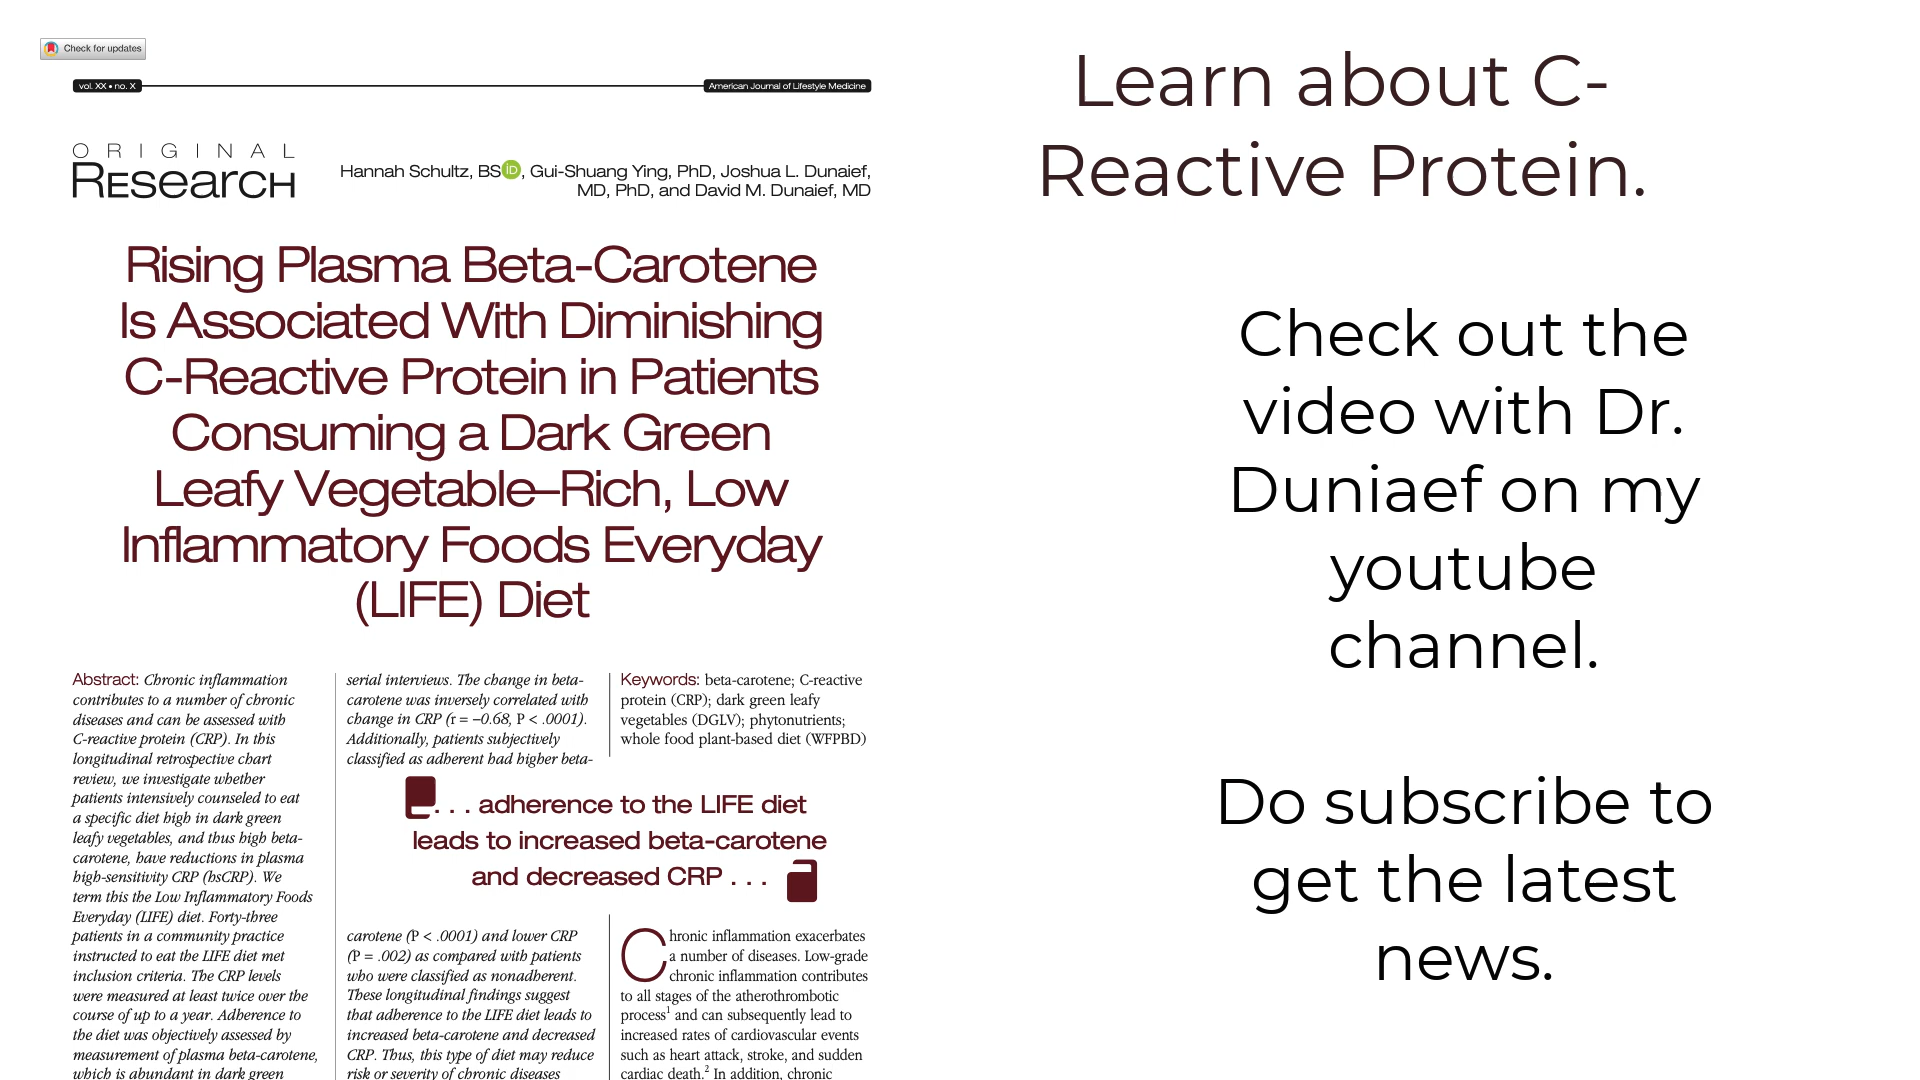 Check for updates
vol. XX • no. X
American Journal of Lifestyle Medicine
ORIGINAL
RESEARCH
Hannah Schultz, BS iD, Gui-Shuang Ying, PhD, Joshua L. Dunaief,
MD, PhD, and David M. Dunaief, MD
Rising Plasma Beta-Carotene
Is Associated With Diminishing
C-Reactive Protein in Patients
Consuming a Dark Green
Leafy Vegetable–Rich, Low
Inflammatory Foods Everyday
(LIFE) Diet
Abstract: Chronic inflammation
contributes to a number of chronic
diseases and can be assessed with
C-reactive protein (CRP). In this
longitudinal retrospective chart
review, we investigate whether
patients intensively counseled to eat
a specific diet high in dark green
leafy vegetables, and thus high beta-
carotene, have reductions in plasma
high-sensitivity CRP (hsCRP). We
term this the Low Inflammatory Foods
Everyday (LIFE) diet. Forty-three
patients in a community practice
instructed to eat the LIFE diet met
inclusion criteria. The CRP levels
were measured at least twice over the
course of up to a year. Adherence to
the diet was objectively assessed by
measurement of plasma beta-carotene,
which is abundant in dark green
serial interviews. The change in beta-
carotene was inversely correlated with
change in CRP (r = −0.68, P < .0001).
Additionally, patients subjectively
classified as adherent had higher beta-
. . . adherence to the LIFE diet
leads to increased beta-carotene
and decreased CRP . . .
carotene (P < .0001) and lower CRP
(P = .002) as compared with patients
who were classified as nonadherent.
These longitudinal findings suggest
that adherence to the LIFE diet leads to
increased beta-carotene and decreased
CRP. Thus, this type of diet may reduce
risk or severity of chronic diseases
Keywords: beta-carotene; C-reactive
protein (CRP); dark green leafy
vegetables (DGLV); phytonutrients;
whole food plant-based diet (WFPBD)
Chronic inflammation exacerbates
a number of diseases. Low-grade
chronic inflammation contributes
to all stages of the atherothrombotic
process1 and can subsequently lead to
increased rates of cardiovascular events
such as heart attack, stroke, and sudden
cardiac death.2 In addition, chronic
Learn about C-
Reactive Protein.
Check out the
video with Dr.
Duniaef on my
youtube
channel.
Do subscribe to
get the latest
news.